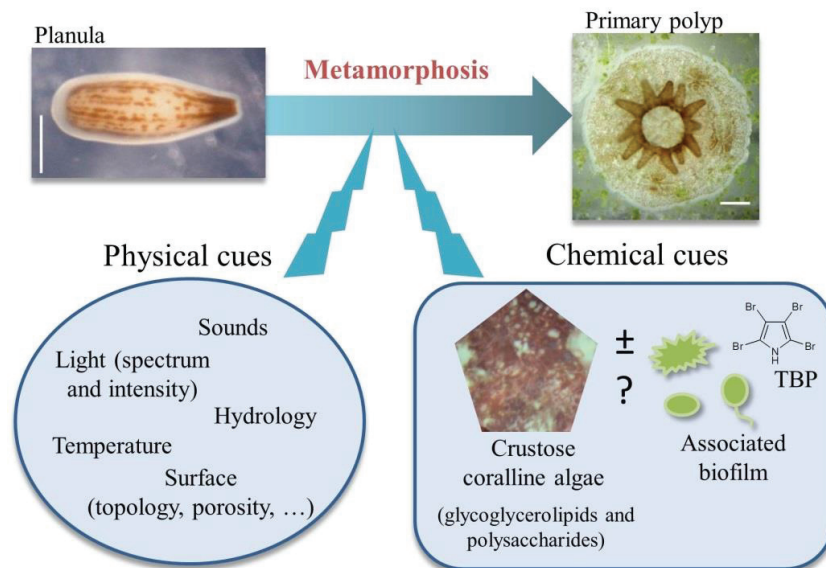 Planula
Primary polyp
Metamorphosis
Physical cues
Sounds
Light (spectrum
and intensity)
Hydrology
Temperature
Surface
(topology, porosity, …)
Chemical cues
±
?
Br
Br
Br
Br
N
H
TBP
Crustose
coralline algae
(glycoglycerolipids and
polysaccharides)
Associated
biofilm